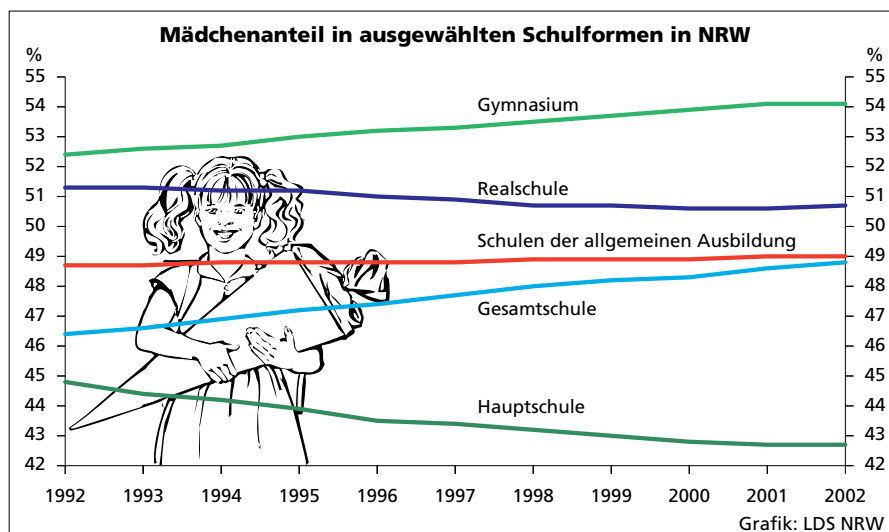 Mädchenanteil in ausgewählten Schulformen in NRW
% %
55 55
54 54
Gymnasium
53 53
52 52
Realschule
51 51
50 50
Schulen der allgemeinen Ausbildung
49 49
48 48
Gesamtschule
47 47
46 46
45 45
44 44
Hauptschule
43 43
42 42
1992 1993 1994 1995 1996 1997 1998 1999 2000 2001 2002
Grafik: LDS NRW